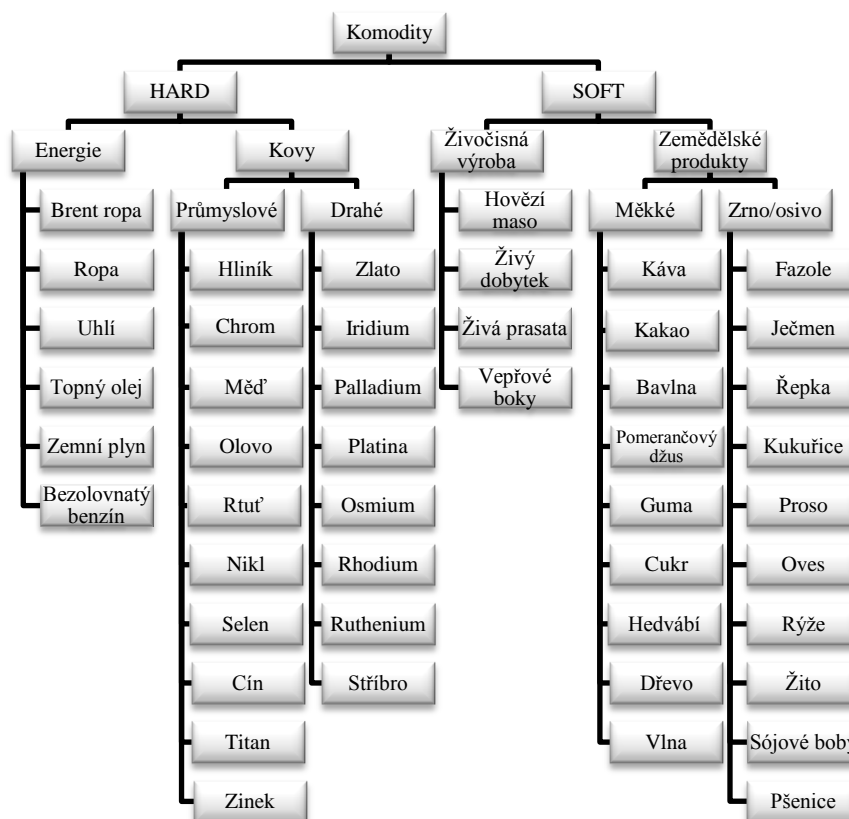 Komodity
HARD
SOFT
Energie
Kovy
Živočisná
výroba
Zemědělské
produkty
Brent ropa
Ropa
Uhlí
Topný olej
Zemní plyn
Bezolovnatý
benzín
Průmyslové
Hliník
Chrom
Měď
Olovo
Rtuť
Nikl
Selen
Cín
Titan
Zinek
Drahé
Zlato
Iridium
Palladium
Platina
Osmium
Rhodium
Ruthenium
Stříbro
Hovězí
maso
Živý
dobytek
Živá prasata
Vepřové
boky
Měkké
Káva
Kakao
Bavlna
Pomerančový
džus
Guma
Cukr
Hedvábí
Dřevo
Vlna
Zrno/osivo
Fazole
Ječmen
Řepka
Kukuřice
Proso
Oves
Rýže
Žito
Sójové boby
Pšenice